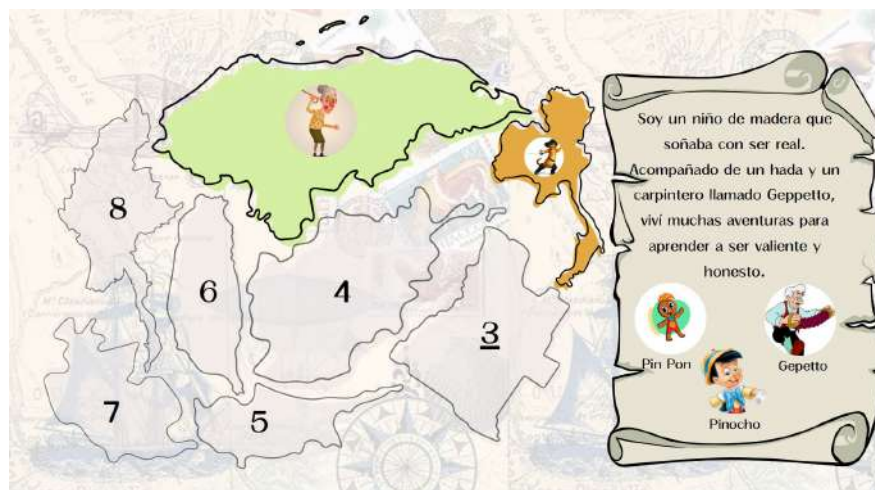 Soy un niño de madera que
soñaba con ser real.
Acompañado de un hada y un
carpintero llamado Geppetto,
viví muchas aventuras para
aprender a ser valiente y
honesto.
Pin Pon
Gepetto
Pinocho
8
6
4
3
7
5